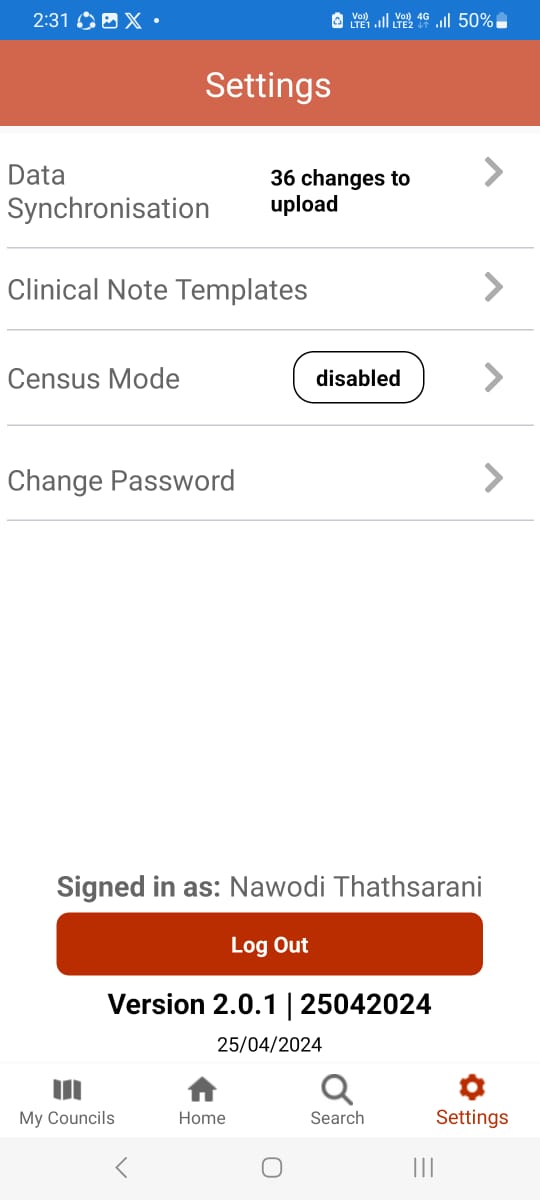 2:31
Vo)) LTE1 Vo)) LTE2 4G 50%
Settings
Data
Synchronisation
36 changes to
upload
Clinical Note Templates
Census Mode
disabled
Change Password
Signed in as: Nawodi Thathsarani
Log Out
Version 2.0.1 | 25042024
25/04/2024
My Councils
Home
Search
Settings